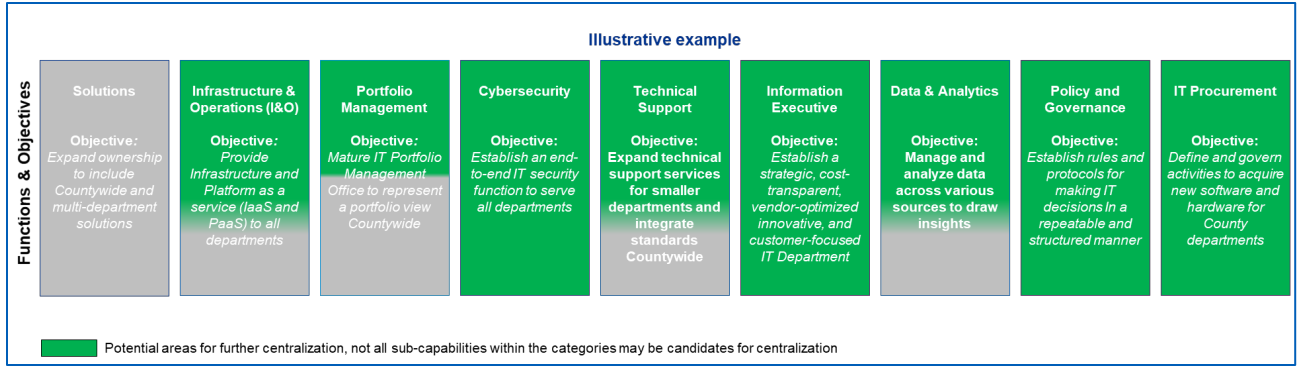 Illustrative example
Functions & Objectives
Solutions
Objective:
Expand ownership
to include
Countywide and
multi-department
solutions
Infrastructure &
Operations (I&O)
Objective:
Provide
Infrastructure and
Platform as a
service (IaaS and
PaaS) to all
departments
Portfolio
Management
Objective:
Mature IT Portfolio
Management
Office to represent
a portfolio view
Countywide
Cybersecurity
Objective:
Establish an end-
to-end IT security
function to serve
all departments
Technical
Support
Objective:
Expand technical
support services
for smaller
departments and
integrate
standards
Countywide
Information
Executive
Objective:
Establish a
strategic, cost-
transparent,
vendor-optimized
innovative, and
customer-focused
IT Department
Data & Analytics
Objective:
Manage and
analyze data
across various
sources to draw
insights
Policy and
Governance
Objective:
Establish rules and
protocols for
making IT
decisions In a
repeatable and
structured manner
IT Procurement
Objective:
Define and govern
activities to acquire
new software and
hardware for
County
departments
Potential areas for further centralization, not all sub-capabilities within the categories may be candidates for centralization